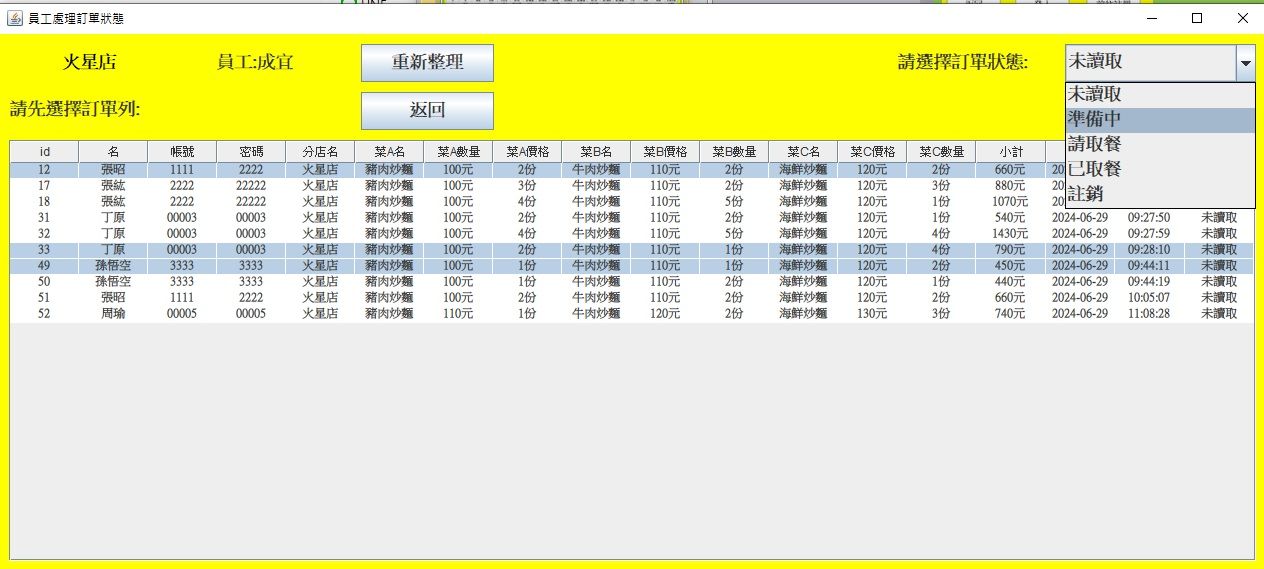 員工處理訂單狀態
火星店 員工:成宜 重新整理 請選擇訂單狀態: 未讀取
請先選擇訂單列: 返回
未讀取
準備中
請取餐
已取餐
註銷
id 名 帳號 密碼 分店名 菜A名 菜A數量 菜A價格 菜B名 菜B價格 菜B數量 菜C名 菜C價格 菜C數量 小計
12 張昭 1111 2222 火星店 豬肉炒麵 100元 2份 牛肉炒麵 110元 2份 海鮮炒麵 120元 2份 660元 20
17 張紘 2222 22222 火星店 豬肉炒麵 100元 3份 牛肉炒麵 110元 2份 海鮮炒麵 120元 3份 880元 20
18 張紘 2222 22222 火星店 豬肉炒麵 100元 4份 牛肉炒麵 110元 5份 海鮮炒麵 120元 1份 1070元 20
31 丁原 00003 00003 火星店 豬肉炒麵 100元 2份 牛肉炒麵 110元 2份 海鮮炒麵 120元 1份 540元 2024-06-29 09:27:50 未讀取
32 丁原 00003 00003 火星店 豬肉炒麵 100元 4份 牛肉炒麵 110元 5份 海鮮炒麵 120元 4份 1430元 2024-06-29 09:27:59 未讀取
33 丁原 00003 00003 火星店 豬肉炒麵 100元 2份 牛肉炒麵 110元 1份 海鮮炒麵 120元 4份 790元 2024-06-29 09:28:10 未讀取
49 孫悟空 3333 3333 火星店 豬肉炒麵 100元 1份 牛肉炒麵 110元 1份 海鮮炒麵 120元 2份 450元 2024-06-29 09:44:11 未讀取
50 孫悟空 3333 3333 火星店 豬肉炒麵 100元 1份 牛肉炒麵 110元 2份 海鮮炒麵 120元 1份 440元 2024-06-29 09:44:19 未讀取
51 張昭 1111 2222 火星店 豬肉炒麵 100元 2份 牛肉炒麵 110元 2份 海鮮炒麵 120元 2份 660元 2024-06-29 10:05:07 未讀取
52 周瑜 00005 00005 火星店 豬肉炒麵 110元 1份 牛肉炒麵 120元 2份 海鮮炒麵 130元 3份 740元 2024-06-29 11:08:28 未讀取